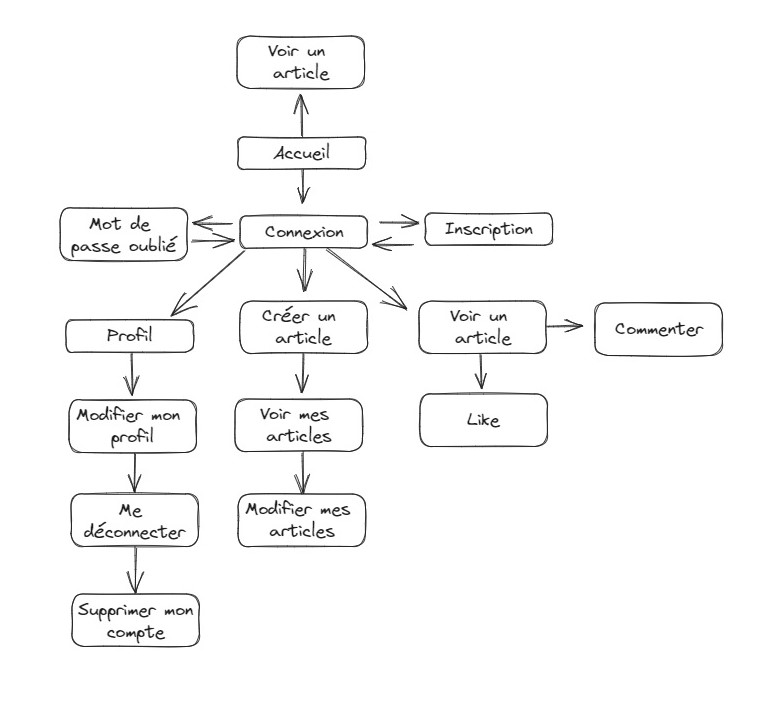 Voir un
article
Accueil
Mot de
passe oublié
Connexion
Inscription
Profil
Créer un
article
Voir un
article
Commenter
Modifier mon
profil
Voir mes
articles
Like
Me
déconnecter
Modifier mes
articles
Supprimer mon
compte